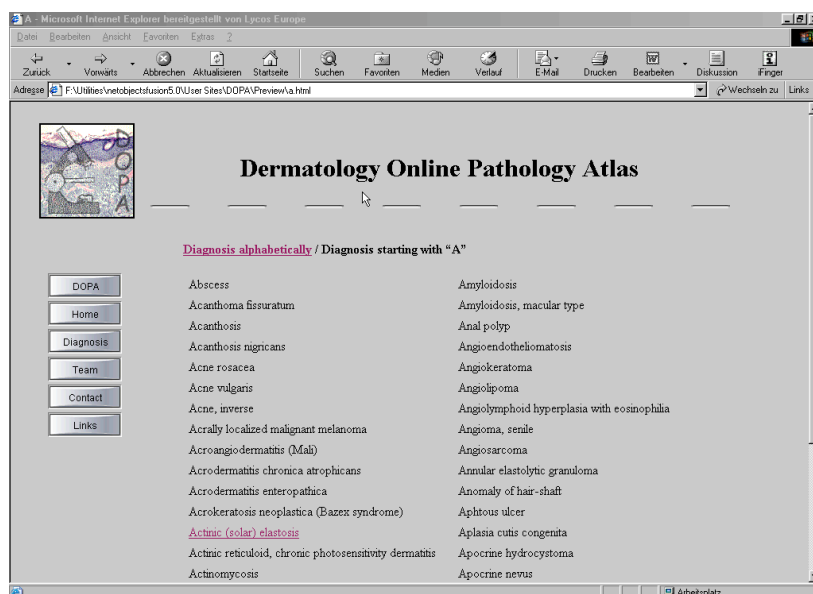 A - Microsoft Internet Explorer bereitgestellt von Lycos Europe
Datei Bearbeiten Ansicht Favoriten Extras ?
Zurück Vorwärts Abbrechen Aktualisieren Startseite Suchen Favoriten Medien Verlauf E-Mail Drucken Bearbeiten Diskussion iFinger
Adresse F:\Utilities\netobjectsfusion5.0\User Sites\DOPA\Preview\a.html Wechseln zu Links
DOPA
Dermatology Online Pathology Atlas
Diagnosis alphabetically / Diagnosis starting with “A”
DOPA
Home
Diagnosis
Team
Contact
Links
Abscess
Acanthoma fissuratum
Acanthosis
Acanthosis nigricans
Acne rosacea
Acne vulgaris
Acne, inverse
Acrally localized malignant melanoma
Acroangiodermatitis (Mali)
Acrodermatitis chronica atrophicans
Acrodermatitis enteropathica
Acrokeratosis neoplastica (Bazex syndrome)
Actinic (solar) elastosis
Actinic reticuloid, chronic photosensitivity dermatitis
Actinomycosis
Amyloidosis
Amyloidosis, macular type
Anal polyp
Angioendotheliomatosis
Angiokeratoma
Angiolipoma
Angiolymphoid hyperplasia with eosinophilia
Angioma, senile
Angiosarcoma
Annular elastolytic granuloma
Anomaly of hair-shaft
Aphtous ulcer
Aplasia cutis congenita
Apocrine hydrocystoma
Apocrine nevus
Arbeitsplatz